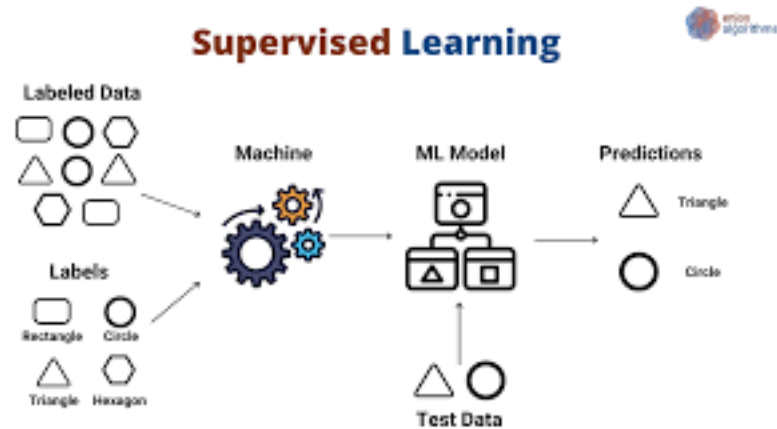 Supervised Learning
Labeled Data
Machine
ML Model
Predictions
Triangle
Circle
Labels
Rectangle Circle
Triangle Hexagon
Test Data